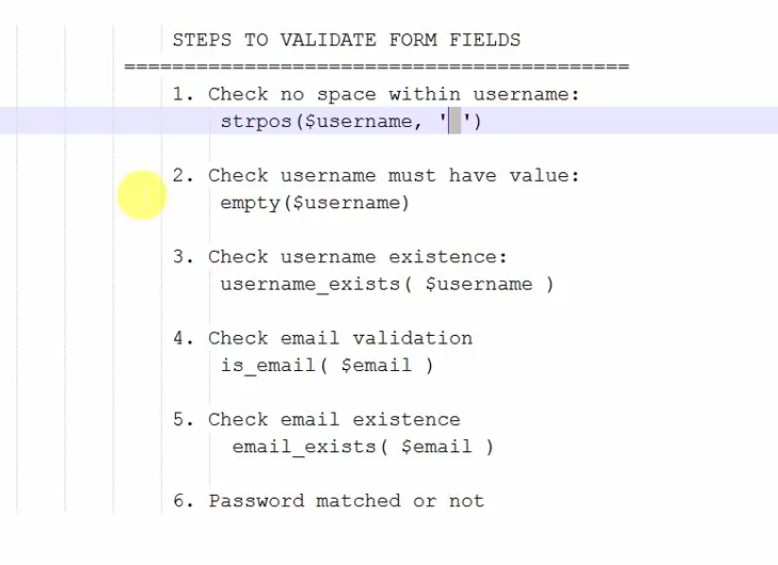 STEPS TO VALIDATE FORM FIELDS
==========================================
1. Check no space within username:
strpos($username, ' ')
2. Check username must have value:
empty($username)
3. Check username existence:
username_exists( $username )
4. Check email validation
is_email( $email )
5. Check email existence
email_exists( $email )
6. Password matched or not